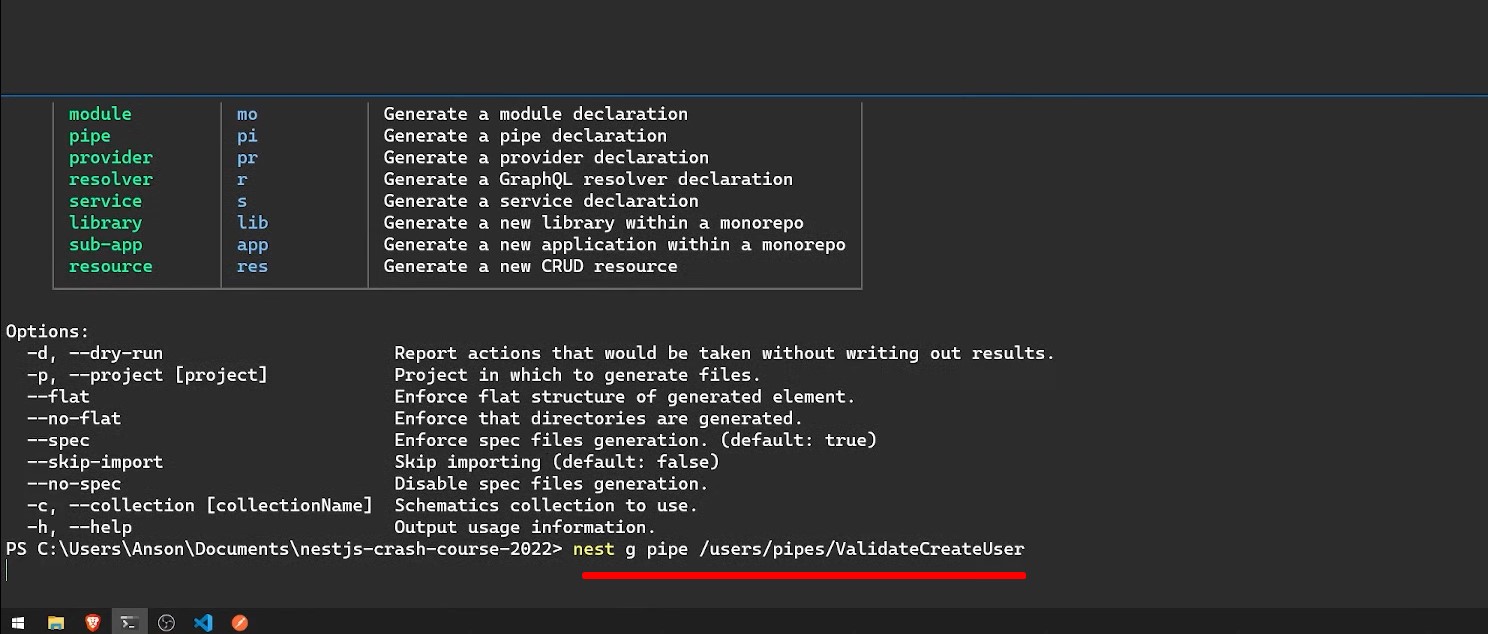 module mo Generate a module declaration
pipe pi Generate a pipe declaration
provider pr Generate a provider declaration
resolver r Generate a GraphQL resolver declaration
service s Generate a service declaration
library lib Generate a new library within a monorepo
sub-app app Generate a new application within a monorepo
resource res Generate a new CRUD resource
Options:
-d, --dry-run Report actions that would be taken without writing out results.
-p, --project [project] Project in which to generate files.
--flat Enforce flat structure of generated element.
--no-flat Enforce that directories are generated.
--spec Enforce spec files generation. (default: true)
--skip-import Skip importing (default: false)
--no-spec Disable spec files generation.
-c, --collection [collectionName] Schematics collection to use.
-h, --help Output usage information.
PS C:\Users\Anson\Documents\nestjs-crash-course-2022> nest g pipe /users/pipes/ValidateCreateUser